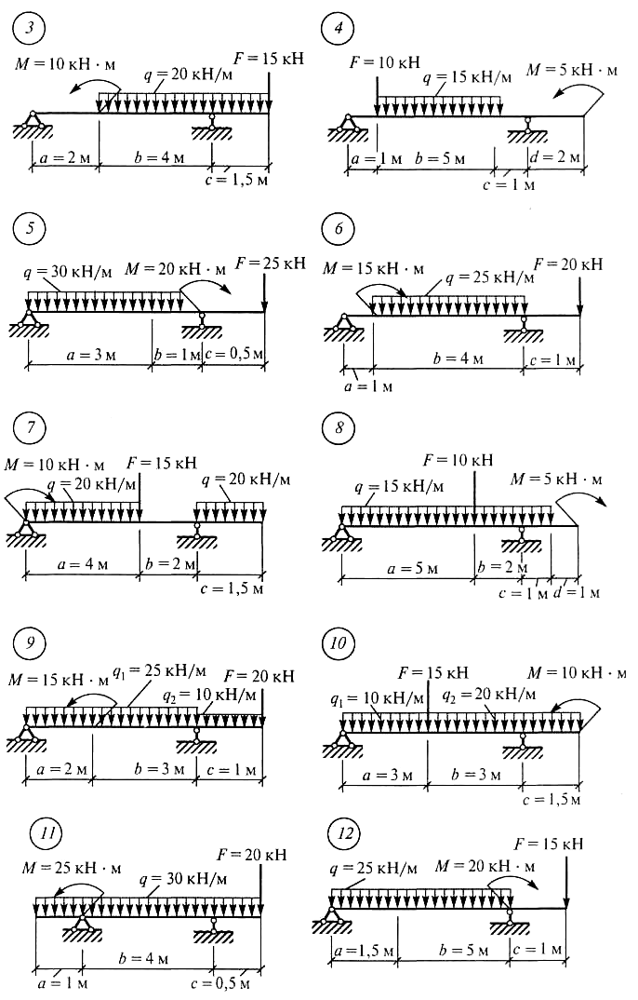 3
M = 10 кН · м
q = 20 кН/м
F = 15 кН
a = 2 м
b = 4 м
c = 1,5 м
4
F = 10 кН
q = 15 кН/м
M = 5 кН · м
a = 1 м
b = 5 м
c = 1 м
d = 2 м
5
q = 30 кН/м
M = 20 кН · м
F = 25 кН
a = 3 м
b = 1 м
c = 0,5 м
6
M = 15 кН · м
q = 25 кН/м
F = 20 кН
a = 1 м
b = 4 м
c = 1 м
7
M = 10 кН · м
F = 15 кН
q = 20 кН/м
q = 20 кН/м
a = 4 м
b = 2 м
c = 1,5 м
8
F = 10 кН
q = 15 кН/м
M = 5 кН · м
a = 5 м
b = 2 м
c = 1 м
d = 1 м
9
M = 15 кН · м
q1 = 25 кН/м
F = 20 кН
q2 = 10 кН/м
a = 2 м
b = 3 м
c = 1 м
10
F = 15 кН
M = 10 кН · м
q1 = 10 кН/м
q2 = 20 кН/м
a = 3 м
b = 3 м
c = 1,5 м
11
F = 20 кН
M = 25 кН · м
q = 30 кН/м
a = 1 м
b = 4 м
c = 0,5 м
12
F = 15 кН
q = 25 кН/м
M = 20 кН · м
a = 1,5 м
b = 5 м
c = 1 м